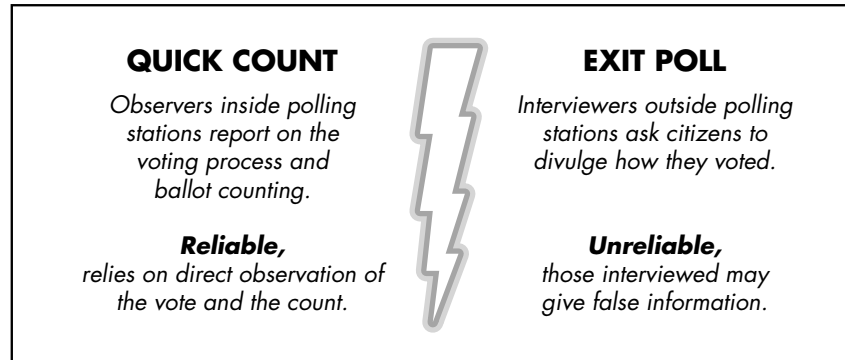 QUICK COUNT
Observers inside polling
stations report on the
voting process and
ballot counting.
Reliable,
relies on direct observation of
the vote and the count.
EXIT POLL
Interviewers outside polling
stations ask citizens to
divulge how they voted.
Unreliable,
those interviewed may
give false information.